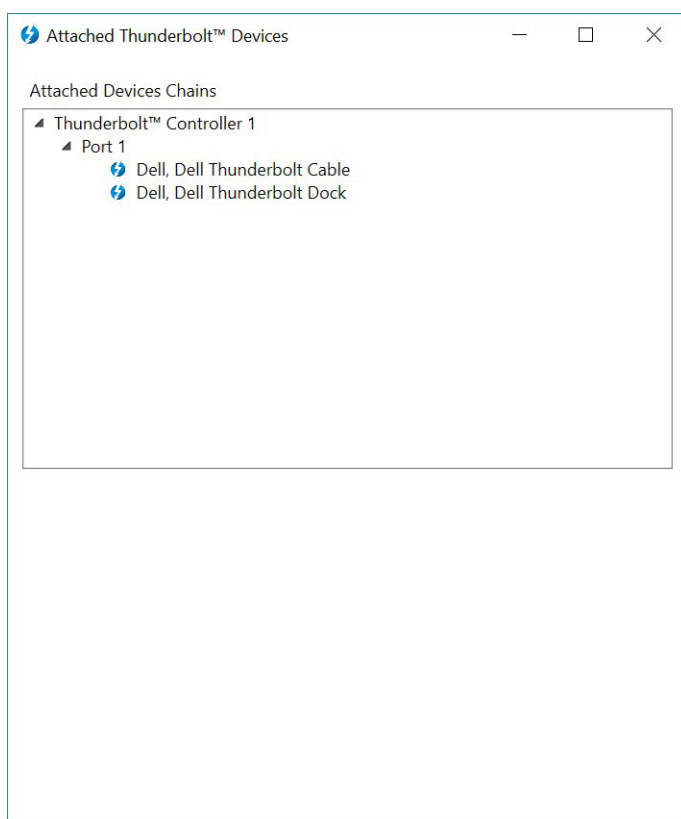 Attached Thunderbolt™ Devices
Attached Devices Chains
Thunderbolt™ Controller 1
Port 1
Dell, Dell Thunderbolt Cable
Dell, Dell Thunderbolt Dock